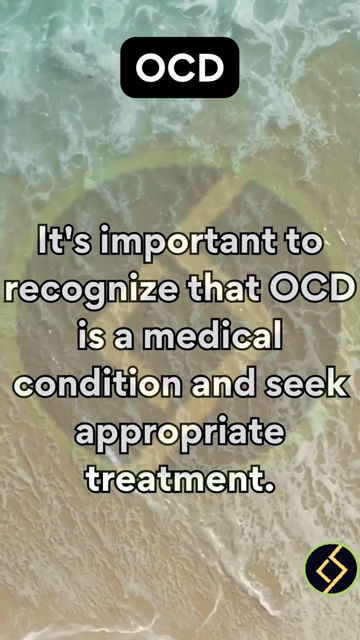 OCD
It's important to
recognize that OCD
is a medical
condition and seek
appropriate
treatment.